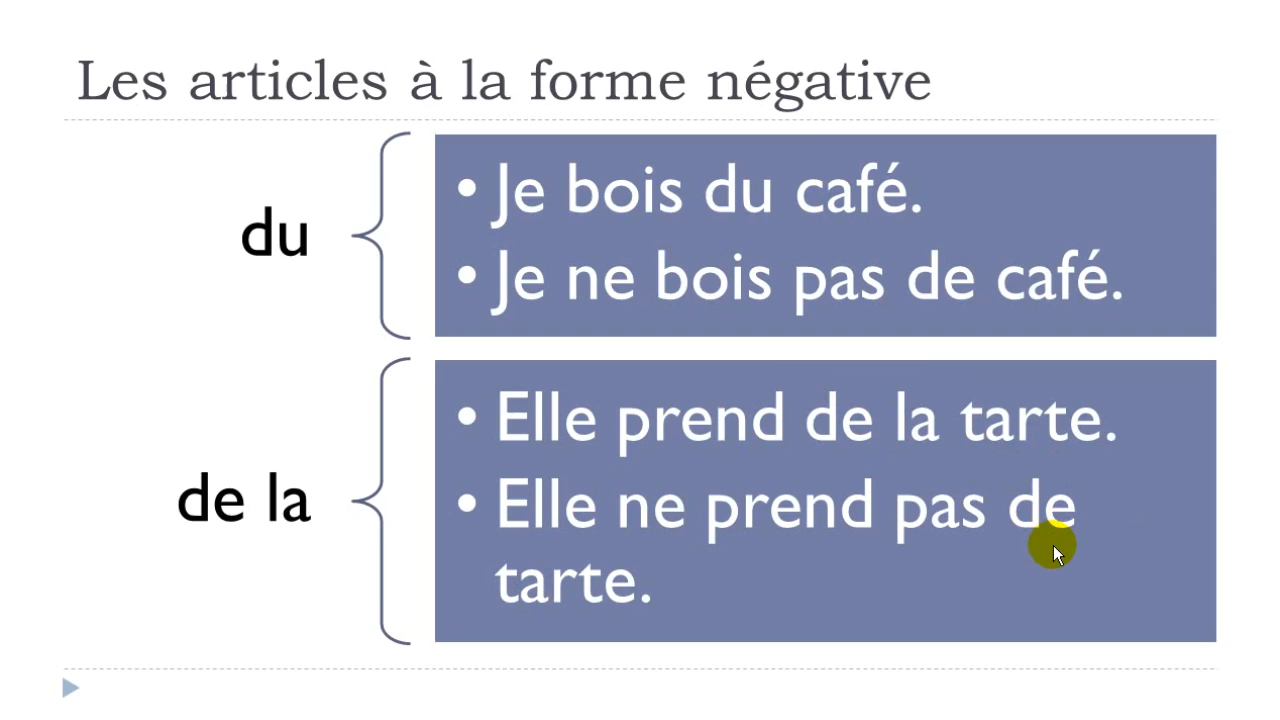 Les articles à la forme négative
du
• Je bois du café.
• Je ne bois pas de café.
de la
• Elle prend de la tarte.
• Elle ne prend pas de
tarte.